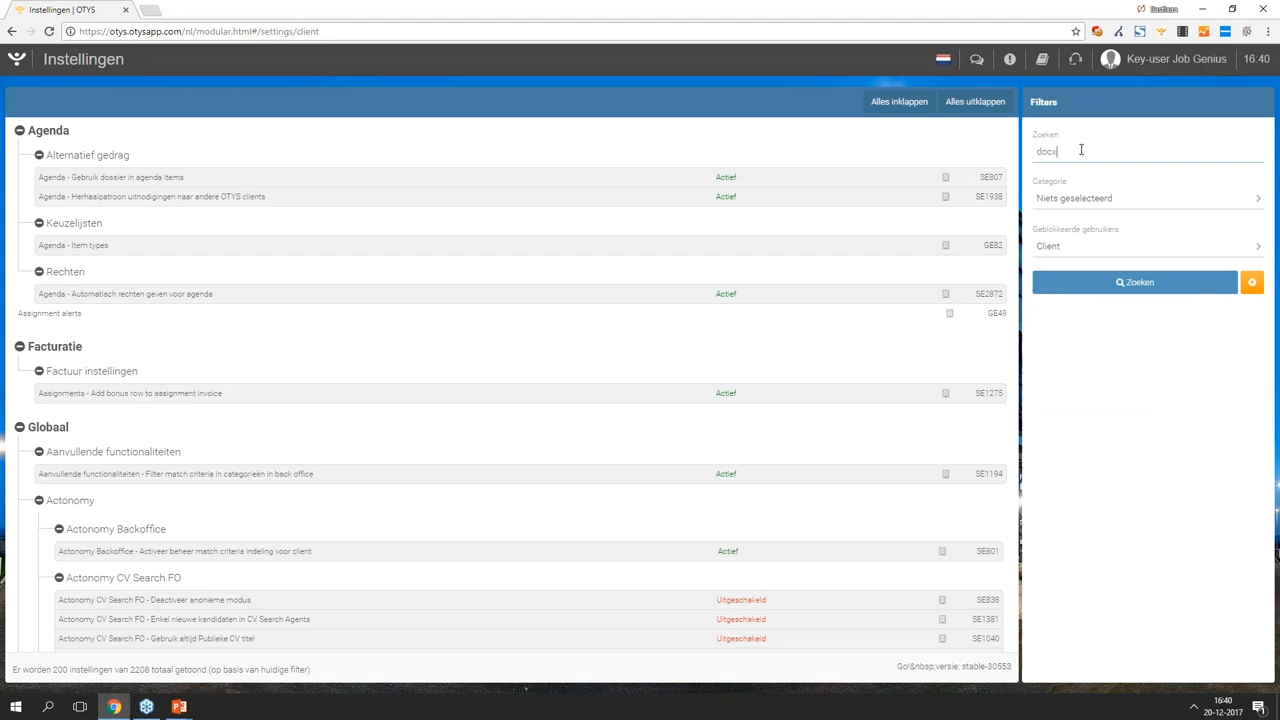 Instellingen | OTYS
Bastiaan
https://otys.otysapp.com/nl/modular.html#/settings/client
Instellingen
Key-user Job Genius
16:40
Alles inklappen
Alles uitklappen
Filters
Agenda
Alternatief gedrag
Agenda - Gebruik dossier in agenda items Actief SE807
Agenda - Herhaalpatroon uitnodigingen naar andere OTYS clients Actief SE1938
Keuzelijsten
Agenda - Item types GE82
Rechten
Agenda - Automatisch rechten geven voor agenda Actief SE2872
Assignment alerts GE49
Facturatie
Factuur instellingen
Assignments - Add bonus row to assignment invoice Actief SE1275
Globaal
Aanvullende functionaliteiten
Aanvullende functionaliteiten - Filter match criteria in categorieën in back office Actief SE1194
Actonomy
Actonomy Backoffice
Actonomy Backoffice - Activeer beheer match criteria indeling voor client Actief SE801
Actonomy CV Search FO
Actonomy CV Search FO - Deactiveer anonieme modus Uitgeschakeld SE838
Actonomy CV Search FO - Enkel nieuwe kandidaten in CV Search Agents Uitgeschakeld SE1381
Actonomy CV Search FO - Gebruik altijd Publieke CV titel Uitgeschakeld SE1040
Er worden 200 instellingen van 2208 totaal getoond (op basis van huidige filter)
Go!&nbsp;versie: stable-30553
Zoeken
docx
Categorie
Niets geselecteerd
Geblokkeerde gebruikers
Client
Zoeken
16:40
20-12-2017
1